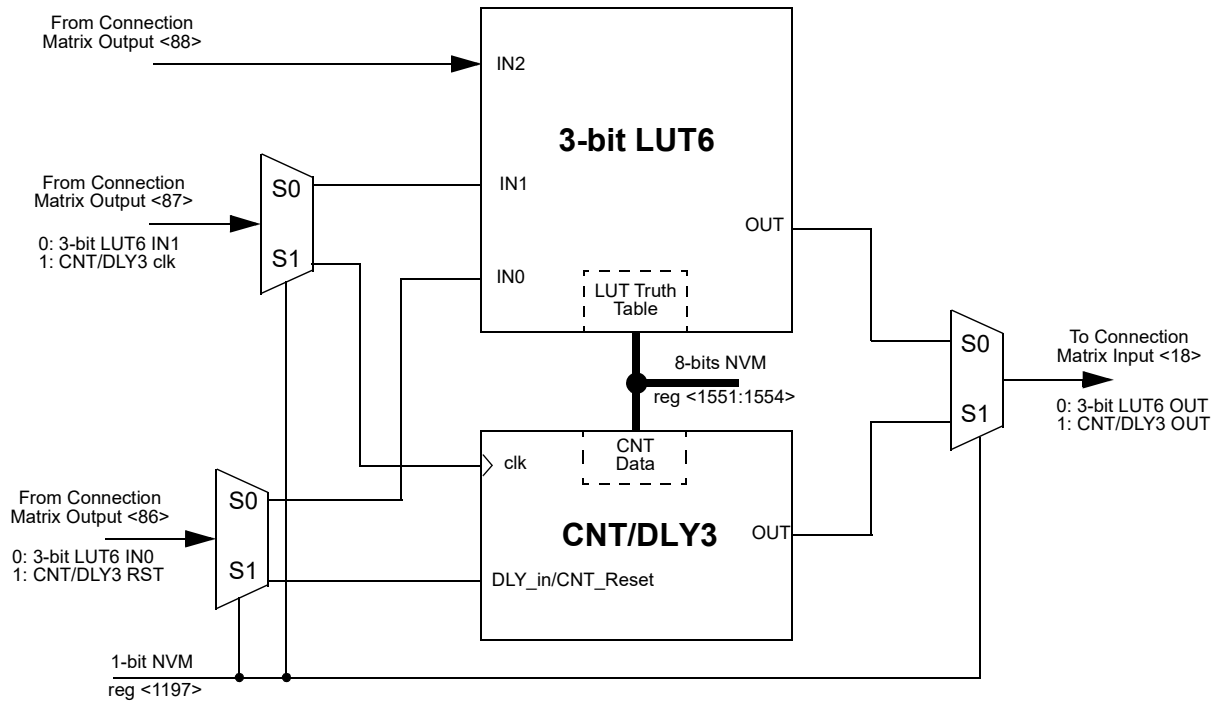 From Connection
Matrix Output <88>
IN2
3-bit LUT6
From Connection
Matrix Output <87>
S0
IN1
0: 3-bit LUT6 IN1
1: CNT/DLY3 clk
S1
OUT
IN0
LUT Truth
Table
8-bits NVM
reg <1551:1554>
S0
S1
To Connection
Matrix Input <18>
0: 3-bit LUT6 OUT
1: CNT/DLY3 OUT
CNT
Data
clk
From Connection
Matrix Output <86>
S0
CNT/DLY3
OUT
0: 3-bit LUT6 IN0
1: CNT/DLY3 RST
S1
DLY_in/CNT_Reset
1-bit NVM
reg <1197>